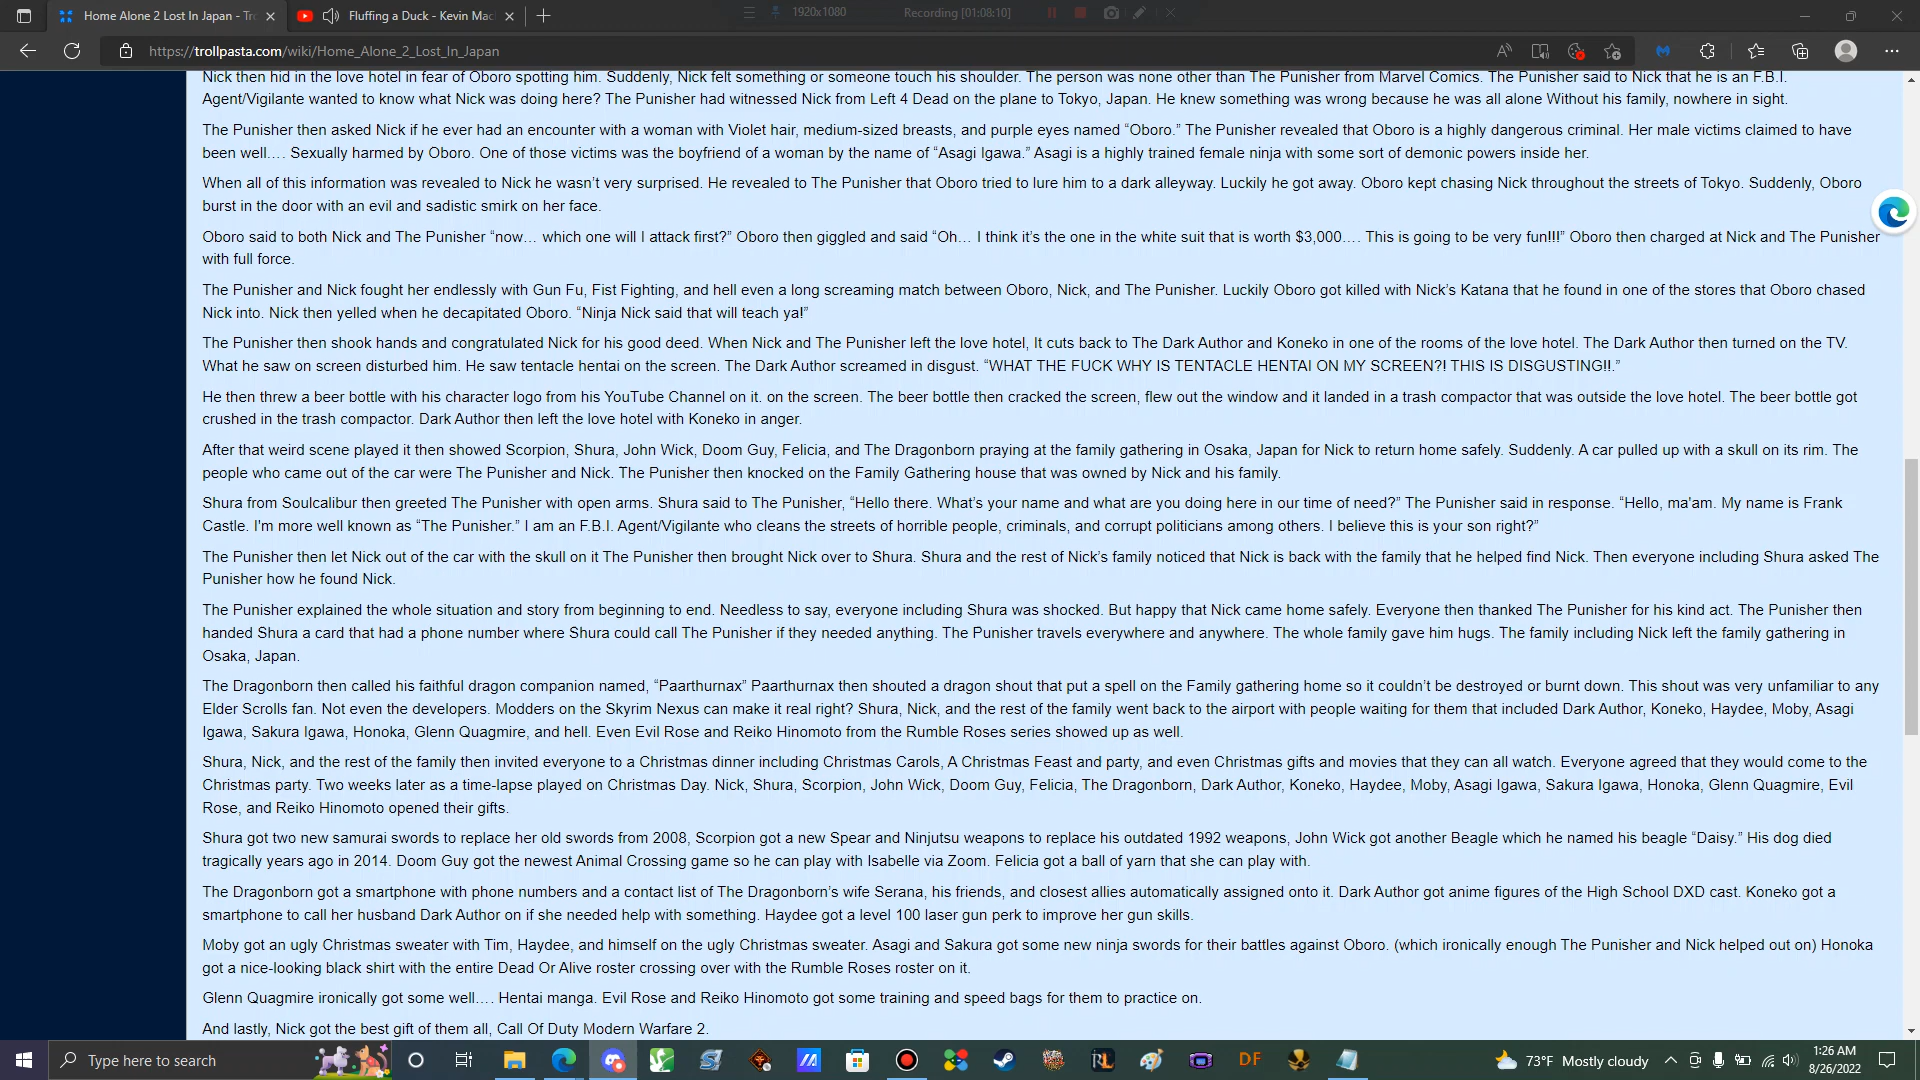 Home Alone 2 Lost In Japan - Tro
Fluffing a Duck - Kevin Mac
1920x1080
Recording [01:08:10]
https://trollpasta.com/wiki/Home_Alone_2_Lost_In_Japan
Nick then hid in the love hotel in fear of Oboro spotting him. Suddenly, Nick felt something or someone touch his shoulder. The person was none other than The Punisher from Marvel Comics. The Punisher said to Nick that he is an F.B.I.
Agent/Vigilante wanted to know what Nick was doing here? The Punisher had witnessed Nick from Left 4 Dead on the plane to Tokyo, Japan. He knew something was wrong because he was all alone Without his family, nowhere in sight.
The Punisher then asked Nick if he ever had an encounter with a woman with Violet hair, medium-sized breasts, and purple eyes named “Oboro.” The Punisher revealed that Oboro is a highly dangerous criminal. Her male victims claimed to have
been well…. Sexually harmed by Oboro. One of those victims was the boyfriend of a woman by the name of “Asagi Igawa.” Asagi is a highly trained female ninja with some sort of demonic powers inside her.
When all of this information was revealed to Nick he wasn’t very surprised. He revealed to The Punisher that Oboro tried to lure him to a dark alleyway. Luckily he got away. Oboro kept chasing Nick throughout the streets of Tokyo. Suddenly, Oboro
burst in the door with an evil and sadistic smirk on her face.
Oboro said to both Nick and The Punisher “now… which one will I attack first?” Oboro then giggled and said “Oh… I think it’s the one in the white suit that is worth $3,000…. This is going to be very fun!!!” Oboro then charged at Nick and The Punisher
with full force.
The Punisher and Nick fought her endlessly with Gun Fu, Fist Fighting, and hell even a long screaming match between Oboro, Nick, and The Punisher. Luckily Oboro got killed with Nick’s Katana that he found in one of the stores that Oboro chased
Nick into. Nick then yelled when he decapitated Oboro. “Ninja Nick said that will teach ya!”
The Punisher then shook hands and congratulated Nick for his good deed. When Nick and The Punisher left the love hotel, It cuts back to The Dark Author and Koneko in one of the rooms of the love hotel. The Dark Author then turned on the TV.
What he saw on screen disturbed him. He saw tentacle hentai on the screen. The Dark Author screamed in disgust. “WHAT THE FUCK WHY IS TENTACLE HENTAI ON MY SCREEN?! THIS IS DISGUSTING!!.”
He then threw a beer bottle with his character logo from his YouTube Channel on it. on the screen. The beer bottle then cracked the screen, flew out the window and it landed in a trash compactor that was outside the love hotel. The beer bottle got
crushed in the trash compactor. Dark Author then left the love hotel with Koneko in anger.
After that weird scene played it then showed Scorpion, Shura, John Wick, Doom Guy, Felicia, and The Dragonborn praying at the family gathering in Osaka, Japan for Nick to return home safely. Suddenly. A car pulled up with a skull on its rim. The
people who came out of the car were The Punisher and Nick. The Punisher then knocked on the Family Gathering house that was owned by Nick and his family.
Shura from Soulcalibur then greeted The Punisher with open arms. Shura said to The Punisher, “Hello there. What’s your name and what are you doing here in our time of need?” The Punisher said in response. “Hello, ma'am. My name is Frank
Castle. I'm more well known as “The Punisher.” I am an F.B.I. Agent/Vigilante who cleans the streets of horrible people, criminals, and corrupt politicians among others. I believe this is your son right?”
The Punisher then let Nick out of the car with the skull on it The Punisher then brought Nick over to Shura. Shura and the rest of Nick’s family noticed that Nick is back with the family that he helped find Nick. Then everyone including Shura asked The
Punisher how he found Nick.
The Punisher explained the whole situation and story from beginning to end. Needless to say, everyone including Shura was shocked. But happy that Nick came home safely. Everyone then thanked The Punisher for his kind act. The Punisher then
handed Shura a card that had a phone number where Shura could call The Punisher if they needed anything. The Punisher travels everywhere and anywhere. The whole family gave him hugs. The family including Nick left the family gathering in
Osaka, Japan.
The Dragonborn then called his faithful dragon companion named, “Paarthurnax” Paarthurnax then shouted a dragon shout that put a spell on the Family gathering home so it couldn’t be destroyed or burnt down. This shout was very unfamiliar to any
Elder Scrolls fan. Not even the developers. Modders on the Skyrim Nexus can make it real right? Shura, Nick, and the rest of the family went back to the airport with people waiting for them that included Dark Author, Koneko, Haydee, Moby, Asagi
Igawa, Sakura Igawa, Honoka, Glenn Quagmire, and hell. Even Evil Rose and Reiko Hinomoto from the Rumble Roses series showed up as well.
Shura, Nick, and the rest of the family then invited everyone to a Christmas dinner including Christmas Carols, A Christmas Feast and party, and even Christmas gifts and movies that they can all watch. Everyone agreed that they would come to the
Christmas party. Two weeks later as a time-lapse played on Christmas Day. Nick, Shura, Scorpion, John Wick, Doom Guy, Felicia, The Dragonborn, Dark Author, Koneko, Haydee, Moby, Asagi Igawa, Sakura Igawa, Honoka, Glenn Quagmire, Evil
Rose, and Reiko Hinomoto opened their gifts.
Shura got two new samurai swords to replace her old swords from 2008, Scorpion got a new Spear and Ninjutsu weapons to replace his outdated 1992 weapons, John Wick got another Beagle which he named his beagle “Daisy.” His dog died
tragically years ago in 2014. Doom Guy got the newest Animal Crossing game so he can play with Isabelle via Zoom. Felicia got a ball of yarn that she can play with.
The Dragonborn got a smartphone with phone numbers and a contact list of The Dragonborn’s wife Serana, his friends, and closest allies automatically assigned onto it. Dark Author got anime figures of the High School DXD cast. Koneko got a
smartphone to call her husband Dark Author on if she needed help with something. Haydee got a level 100 laser gun perk to improve her gun skills.
Moby got an ugly Christmas sweater with Tim, Haydee, and himself on the ugly Christmas sweater. Asagi and Sakura got some new ninja swords for their battles against Oboro. (which ironically enough The Punisher and Nick helped out on) Honoka
got a nice-looking black shirt with the entire Dead Or Alive roster crossing over with the Rumble Roses roster on it.
Glenn Quagmire ironically got some well…. Hentai manga. Evil Rose and Reiko Hinomoto got some training and speed bags for them to practice on.
And lastly, Nick got the best gift of them all, Call Of Duty Modern Warfare 2.
Type here to search
DF
73°F Mostly cloudy
1:26 AM
8/26/2022